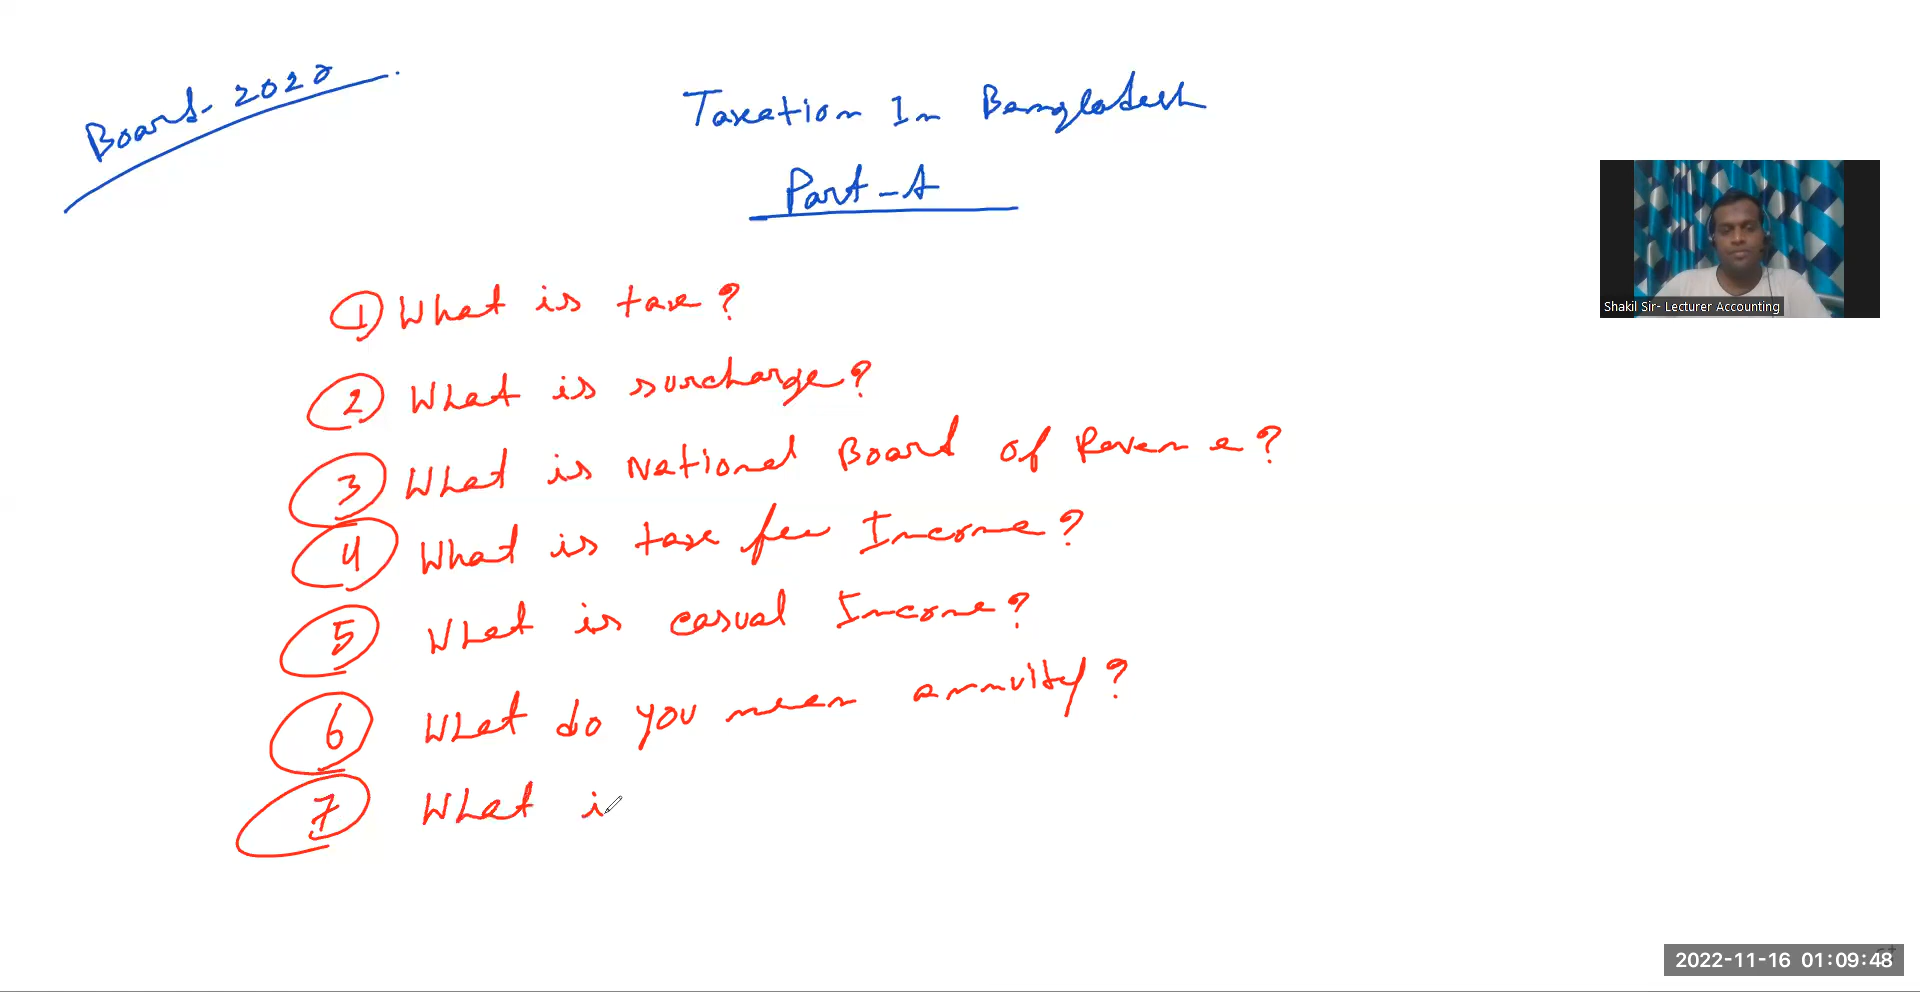 Board-2020
Taxation In Bangladesh
Part-A
1 What is tax?
2 What is surcharge?
3 What is National Board of Revene?
4 What is tax fee Income?
5 What is casual Income?
6 What do you mean annuity?
7 What i
Shakil Sir- Lecturer Accounting
2022-11-16 01:09:48